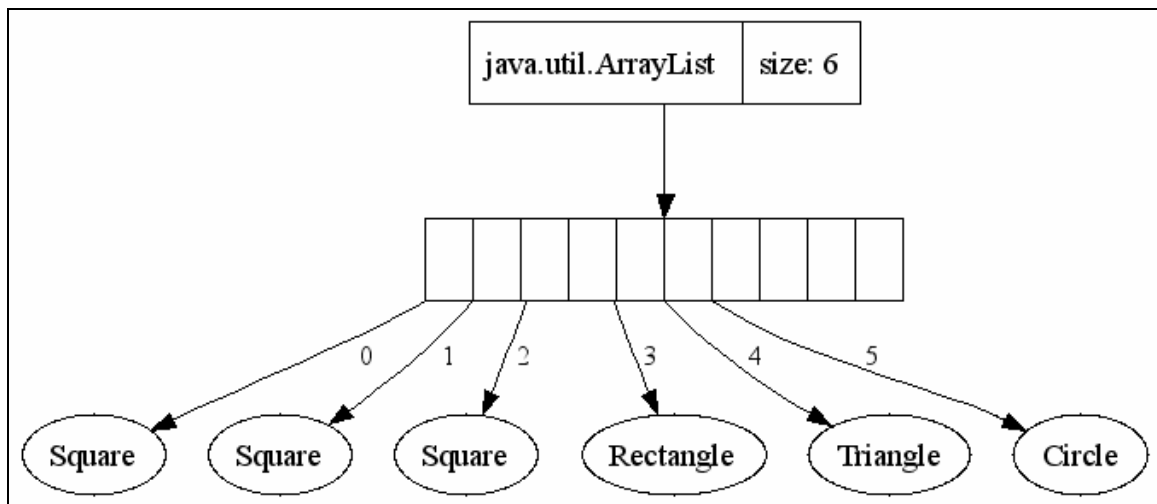 java.util.ArrayList size: 6
0 1 2 3 4 5
Square Square Square Rectangle Triangle Circle